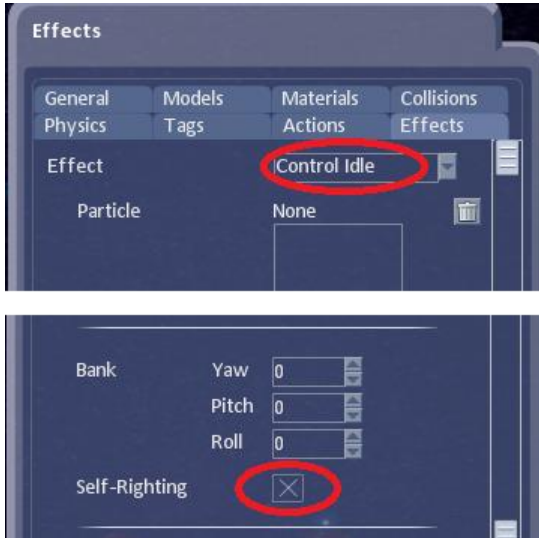 Effects
General Models Materials Collisions
Physics Tags Actions Effects
Effect Control Idle
Particle None
Bank Yaw 0
Pitch 0
Roll 0
Self-Righting